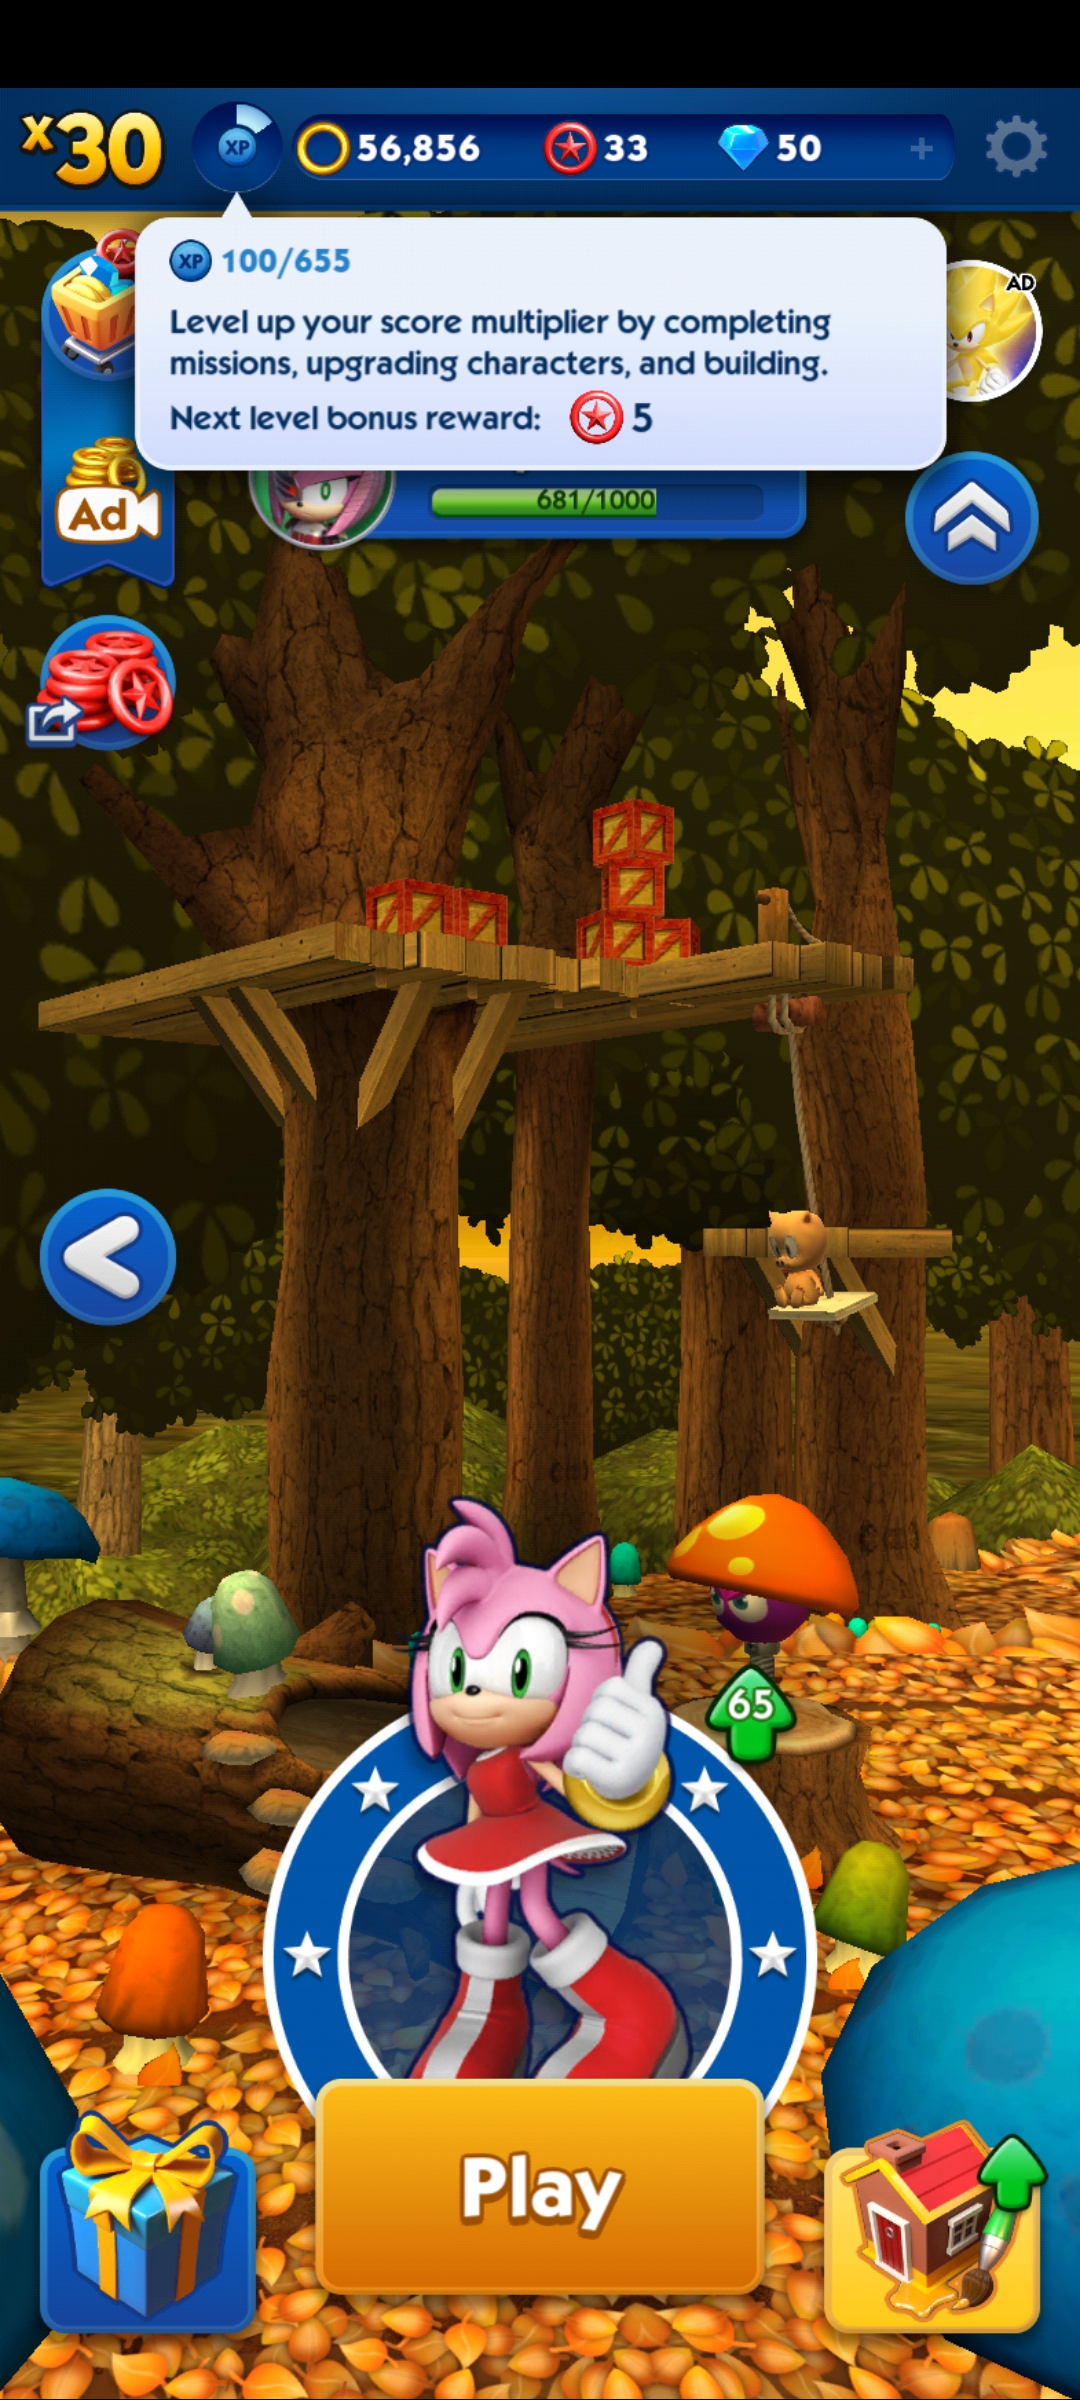 x30
XP
56,856
33
50
+
XP 100/655
Level up your score multiplier by completing
missions, upgrading characters, and building.
Next level bonus reward: 5
AD
681/1000
Ad
65
Play